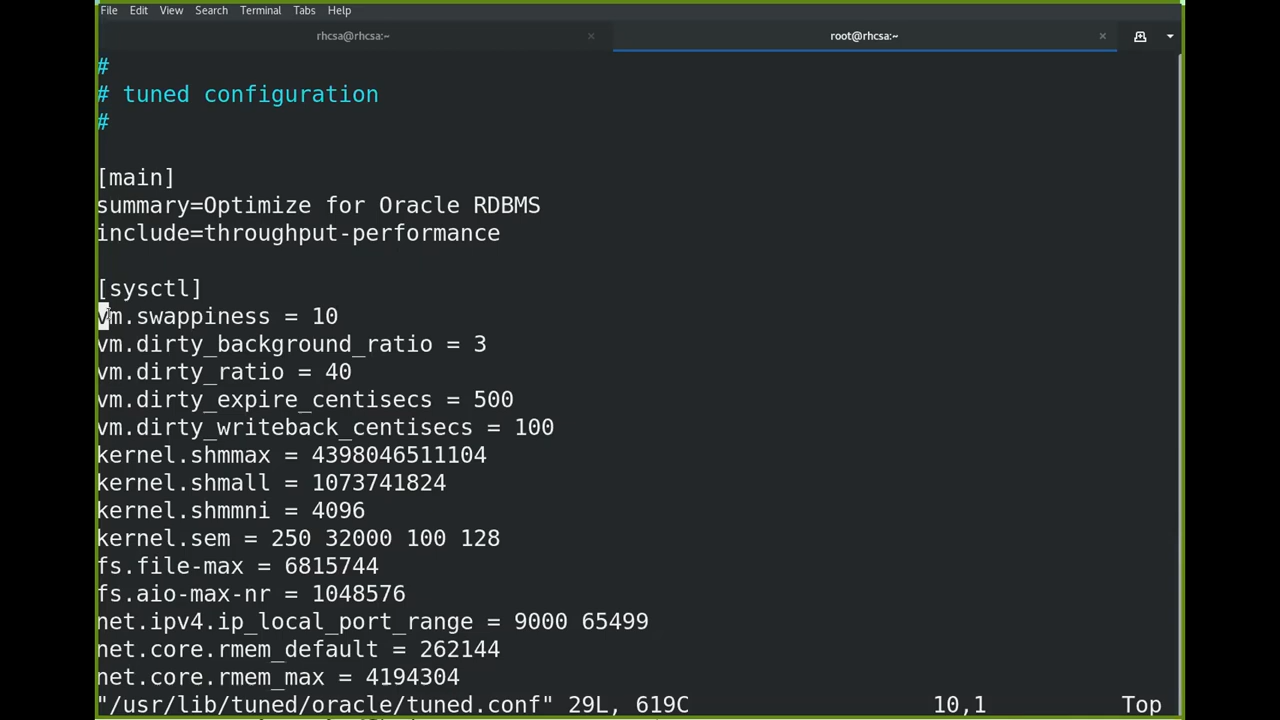 File Edit View Search Terminal Tabs Help
rhcsa@rhcsa:~ × root@rhcsa:~ ×
#
# tuned configuration
#
[main]
summary=Optimize for Oracle RDBMS
include=throughput-performance
[sysctl]
vm.swappiness = 10
vm.dirty_background_ratio = 3
vm.dirty_ratio = 40
vm.dirty_expire_centisecs = 500
vm.dirty_writeback_centisecs = 100
kernel.shmmax = 4398046511104
kernel.shmall = 1073741824
kernel.shmmni = 4096
kernel.sem = 250 32000 100 128
fs.file-max = 6815744
fs.aio-max-nr = 1048576
net.ipv4.ip_local_port_range = 9000 65499
net.core.rmem_default = 262144
net.core.rmem_max = 4194304
"/usr/lib/tuned/oracle/tuned.conf" 29L, 619C 10,1 Top